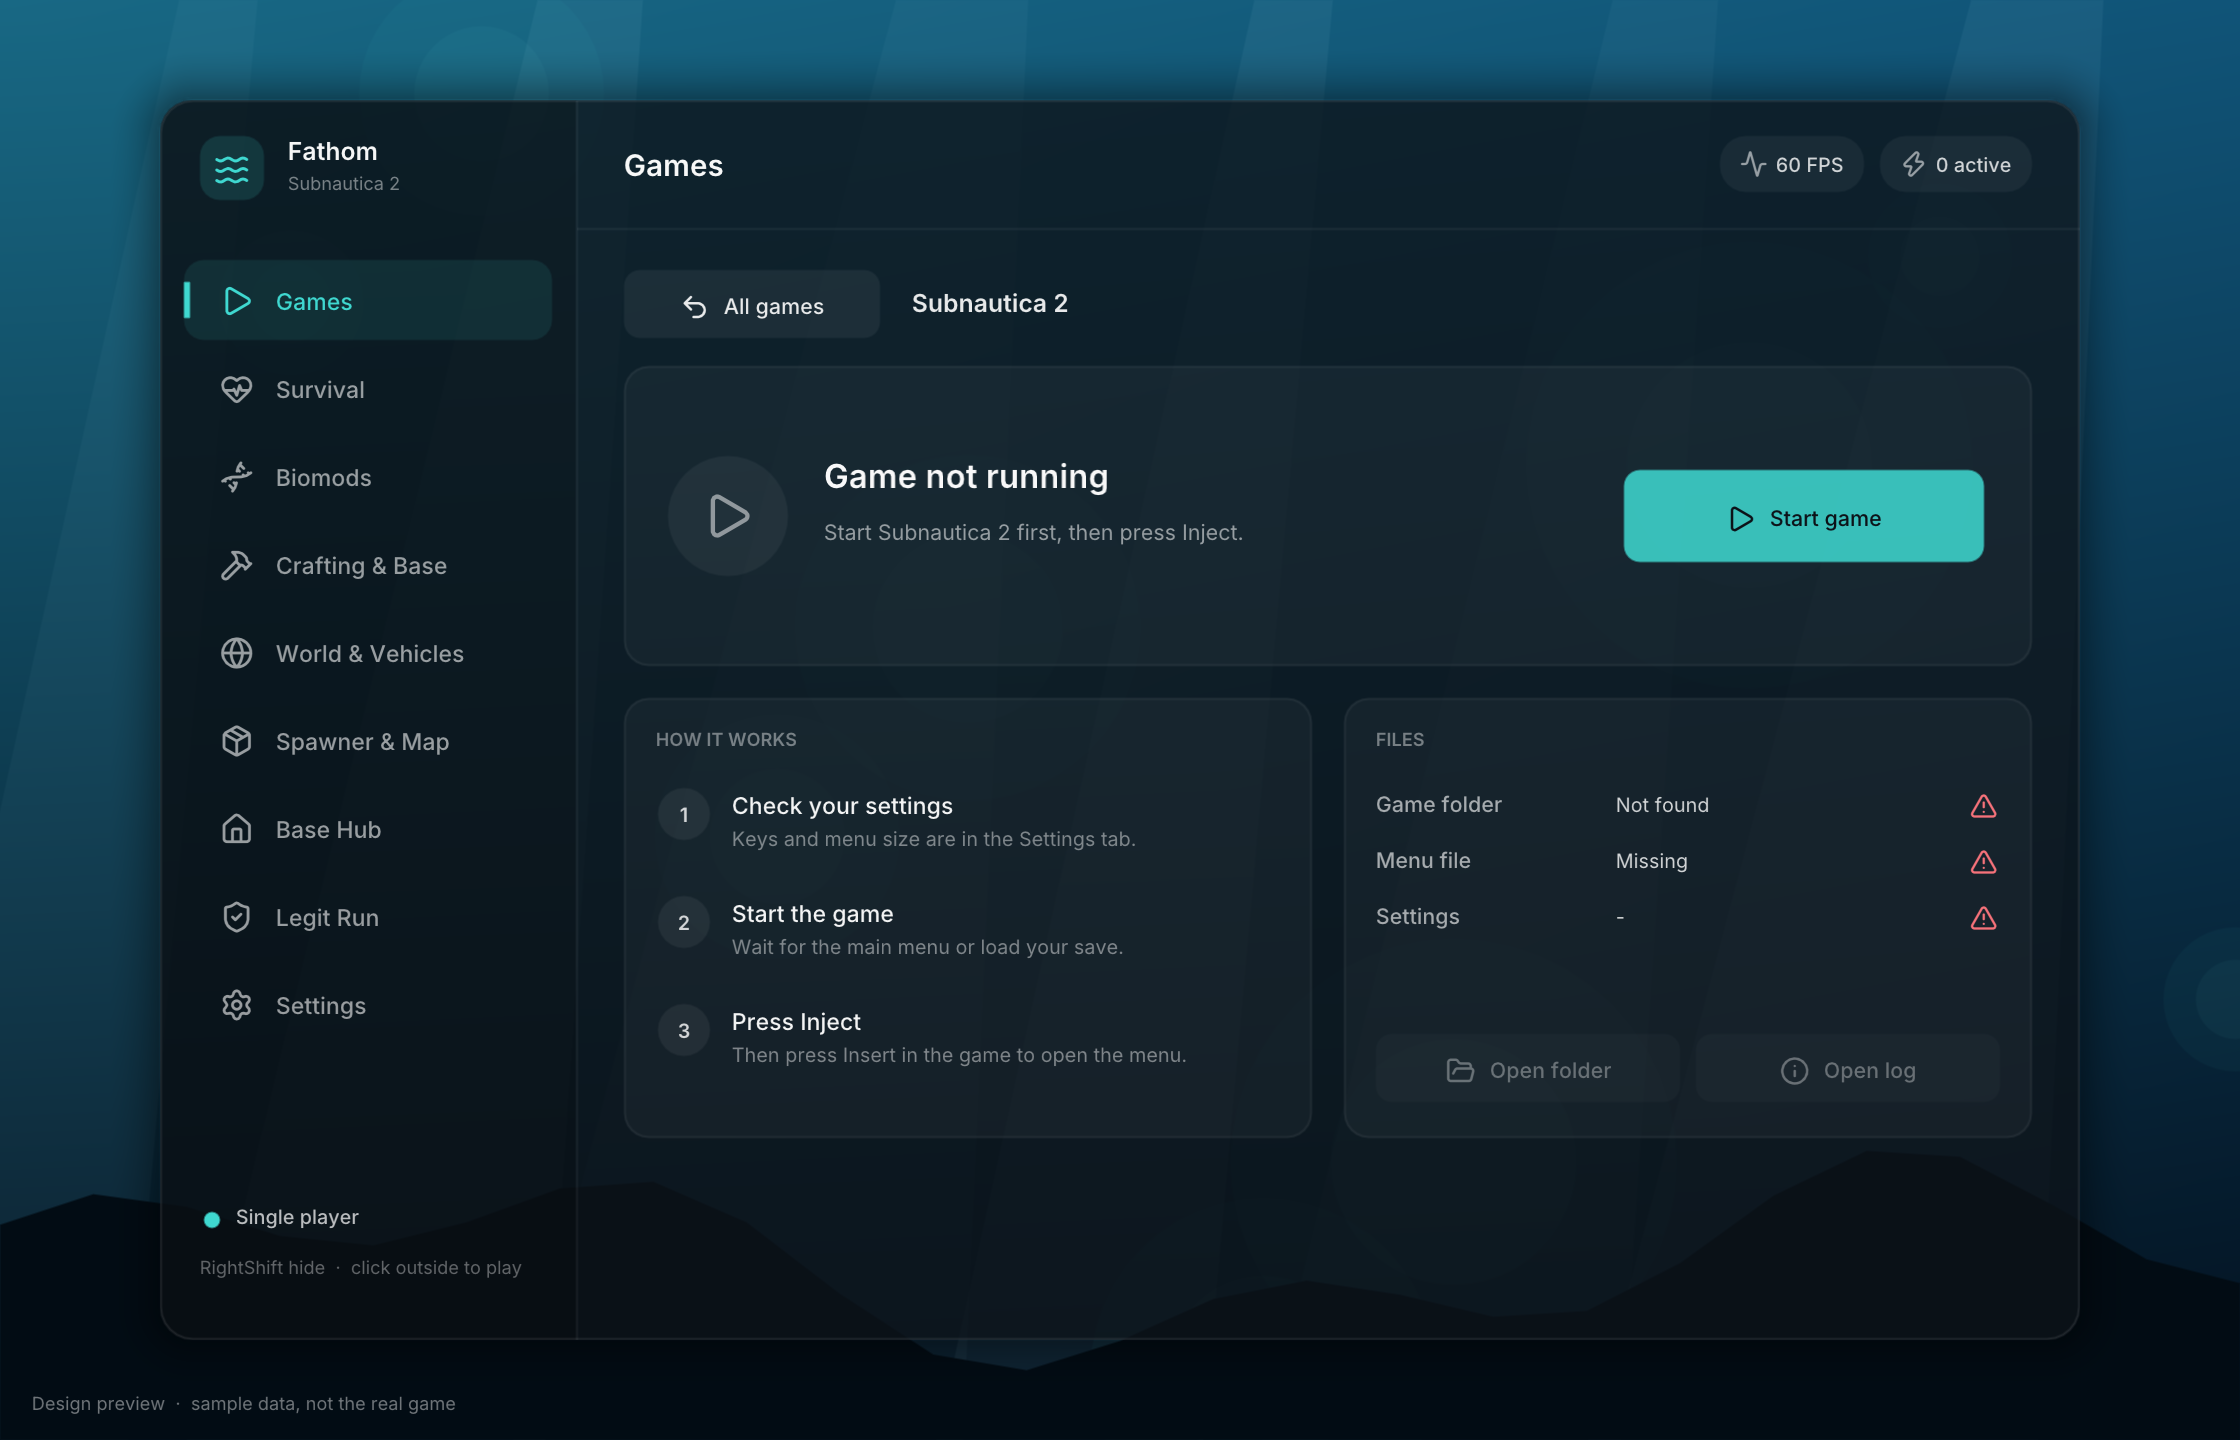 Fathom
Subnautica 2
Games
60 FPS
0 active
Games
Survival
Biomods
Crafting & Base
World & Vehicles
Spawner & Map
Base Hub
Legit Run
Settings
Single player
RightShift hide · click outside to play
All games
Subnautica 2
Game not running
Start Subnautica 2 first, then press Inject.
Start game
HOW IT WORKS
1
Check your settings
Keys and menu size are in the Settings tab.
2
Start the game
Wait for the main menu or load your save.
3
Press Inject
Then press Insert in the game to open the menu.
FILES
Game folder Not found
Menu file Missing
Settings -
Open folder
Open log
Design preview · sample data, not the real game